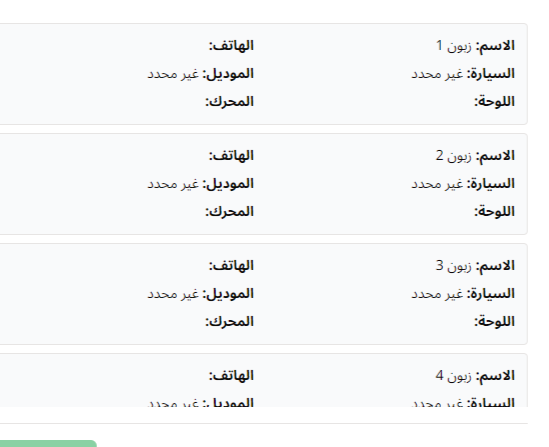 الاسم: زبون 1 الهاتف:
السيارة: غير محدد الموديل: غير محدد
اللوحة: المحرك:
الاسم: زبون 2 الهاتف:
السيارة: غير محدد الموديل: غير محدد
اللوحة: المحرك:
الاسم: زبون 3 الهاتف:
السيارة: غير محدد الموديل: غير محدد
اللوحة: المحرك:
الاسم: زبون 4 الهاتف:
السيارة: غير محدد الموديل: غير محدد